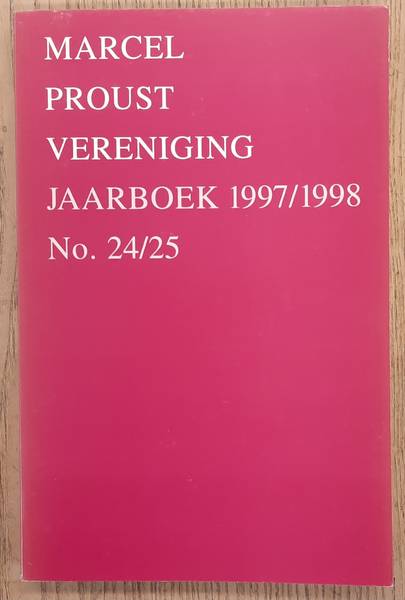 MARCEL
PROUST
VERENIGING
JAARBOEK 1997/1998
No. 24/25